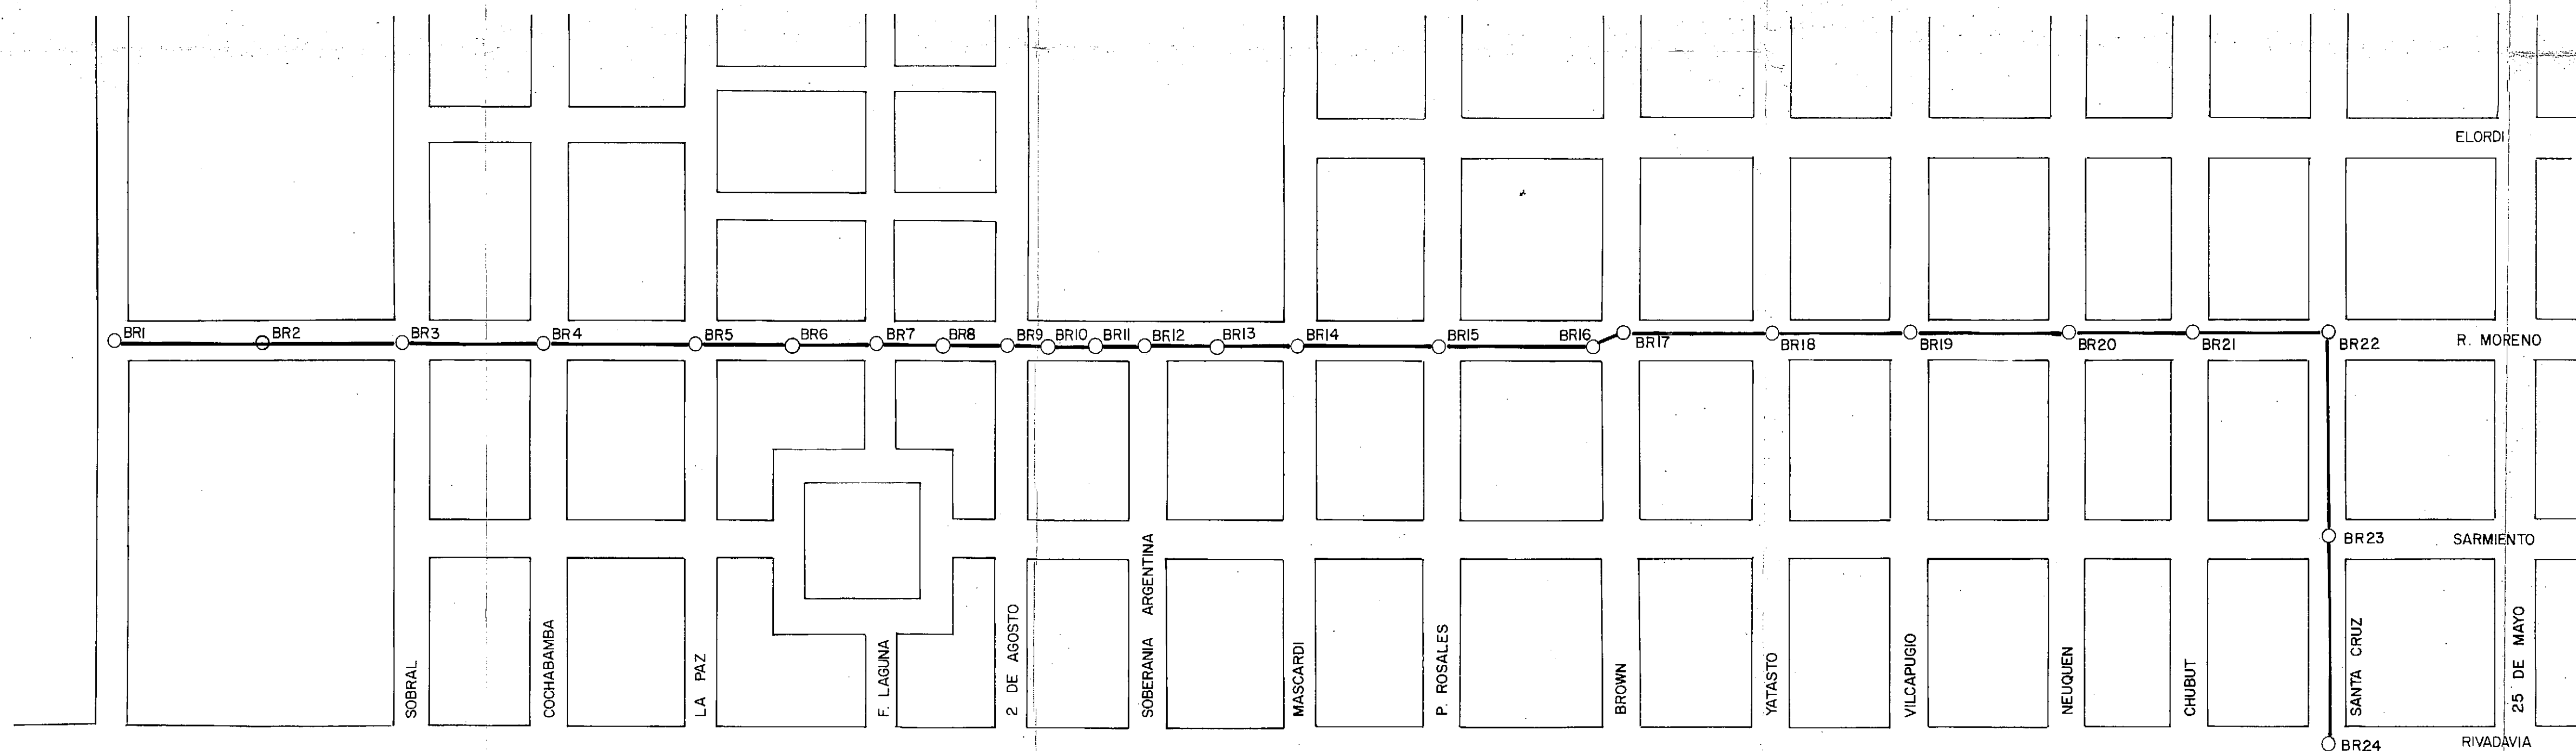 ELORDI
BR1
BR2
BR3
BR4
BR5
BR6
BR7
BR8
BR9
BR10
BR11
BR12
BR13
BR14
BR15
BR16
BR17
BR18
BR19
BR20
BR21
BR22
R. MORENO
BR23
SARMIENTO
SOBRAL
COCHABAMBA
LA PAZ
F. LAGUNA
2 DE AGOSTO
SOBERANIA ARGENTINA
MASCARDI
P. ROSALES
BROWN
YATASTO
VILCAPUGIO
NEUQUEN
CHUBUT
SANTA CRUZ
25 DE MAYO
BR24
RIVADAVIA